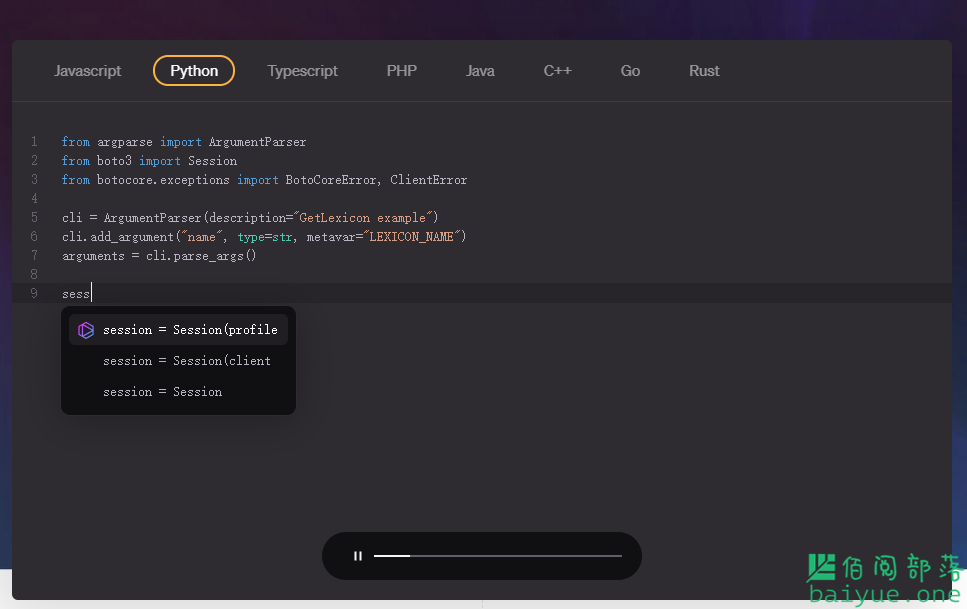 Javascript Python Typescript PHP Java C++ Go Rust
1 from argparse import ArgumentParser
2 from boto3 import Session
3 from botocore.exceptions import BotoCoreError, ClientError
4
5 cli = ArgumentParser(description="GetLexicon example")
6 cli.add_argument("name", type=str, metavar="LEXICON_NAME")
7 arguments = cli.parse_args()
8
9 sess
session = Session(profile
session = Session(client
session = Session
佰阅部落
baiyue.one